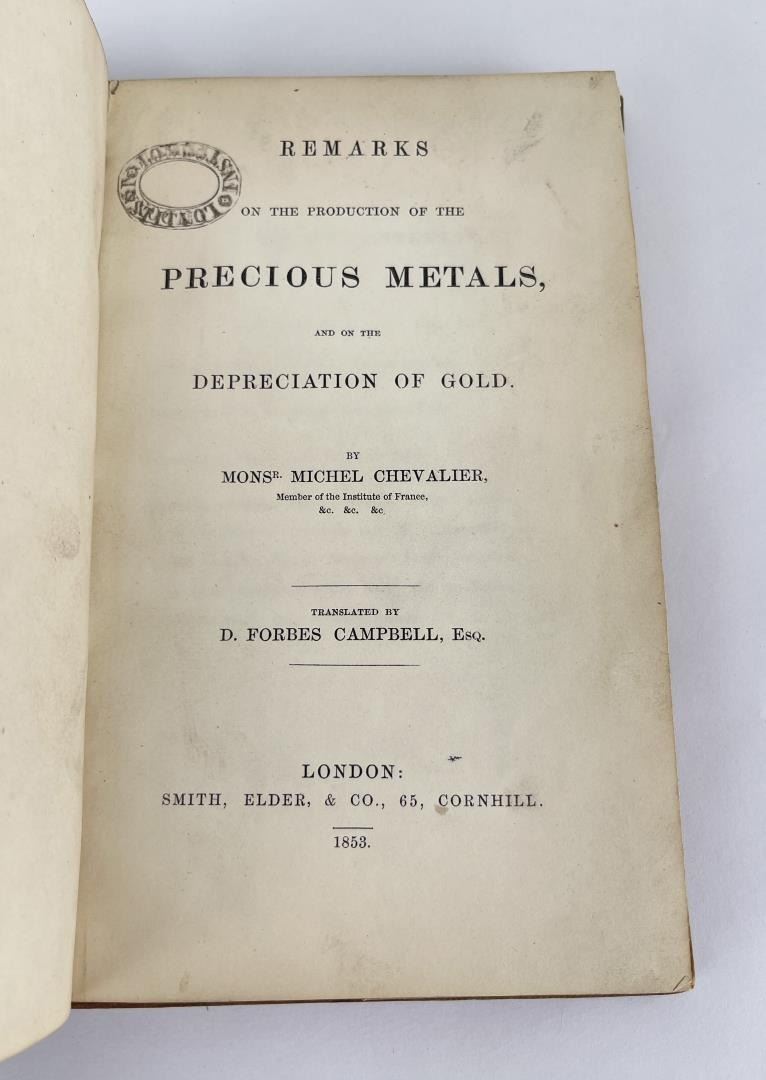 REMARKS
ON THE PRODUCTION OF THE
PRECIOUS METALS,
AND ON THE
DEPRECIATION OF GOLD.
BY
MONSR. MICHEL CHEVALIER,
Member of the Institute of France,
&c. &c. &c.
TRANSLATED BY
D. FORBES CAMPBELL, ESQ.
LONDON:
SMITH, ELDER, & CO., 65, CORNHILL.
1853.